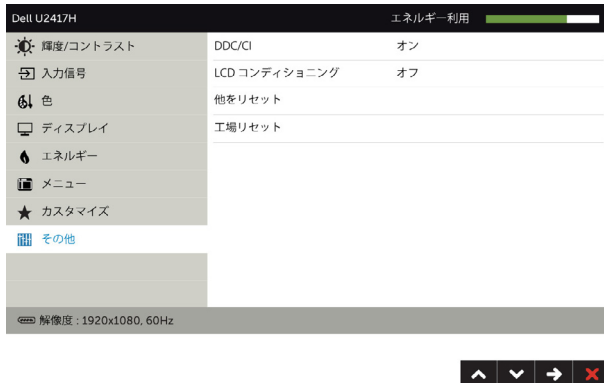 Dell U2417H エネルギー利用
輝度/コントラスト DDC/CI オン
入力信号 LCD コンディショニング オフ
色 他をリセット
ディスプレイ 工場リセット
エネルギー
メニュー
カスタマイズ
その他
解像度 : 1920x1080, 60Hz